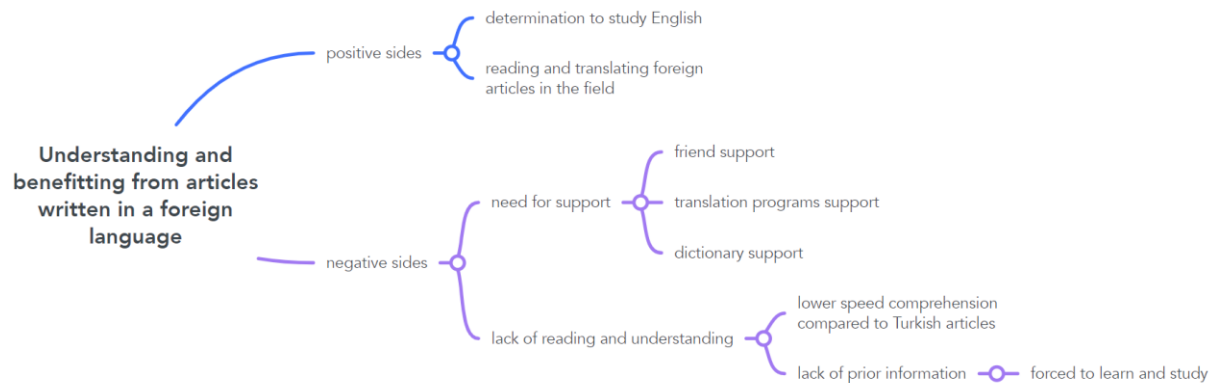 determination to study English
positive sides
reading and translating foreign
articles in the field
Understanding and
benefitting from articles
written in a foreign
language
friend support
need for support
translation programs support
dictionary support
negative sides
lower speed comprehension
compared to Turkish articles
lack of reading and understanding
lack of prior information
forced to learn and study